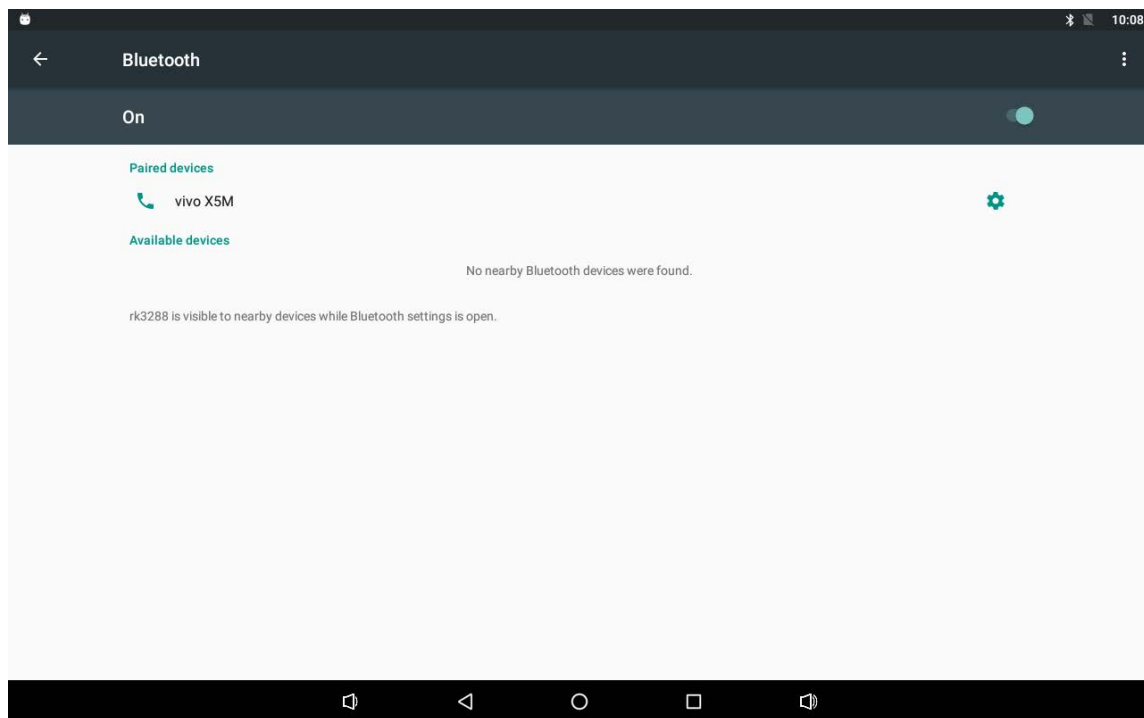 10:08
Bluetooth
On
Paired devices
vivo X5M
Available devices
No nearby Bluetooth devices were found.
rk3288 is visible to nearby devices while Bluetooth settings is open.